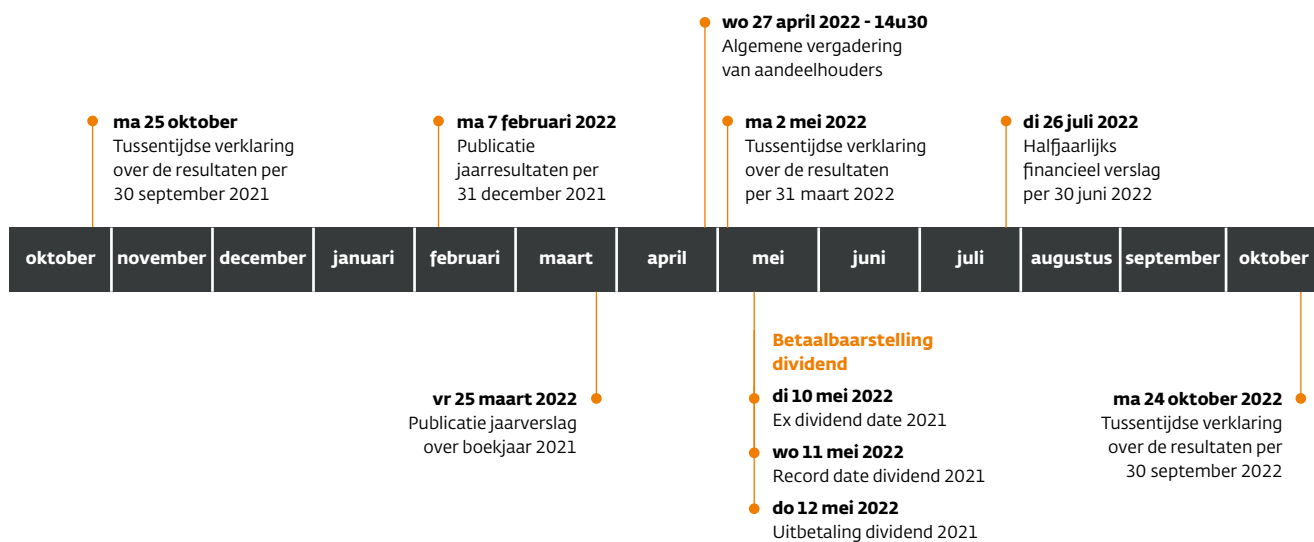 wo 27 april 2022 - 14u30
Algemene vergadering
van aandeelhouders
ma 25 oktober
Tussentijdse verklaring
over de resultaten per
30 september 2021
ma 7 februari 2022
Publicatie
jaarresultaten per
31 december 2021
ma 2 mei 2022
Tussentijdse verklaring
over de resultaten
per 31 maart 2022
di 26 juli 2022
Halfjaarlijks
financieel verslag
per 30 juni 2022
oktober november december januari februari maart april mei juni juli augustus september oktober
vr 25 maart 2022
Publicatie jaarverslag
over boekjaar 2021
Betaalbaarstelling
dividend
di 10 mei 2022
Ex dividend date 2021
wo 11 mei 2022
Record date dividend 2021
do 12 mei 2022
Uitbetaling dividend 2021
ma 24 oktober 2022
Tussentijdse verklaring
over de resultaten per
30 september 2022